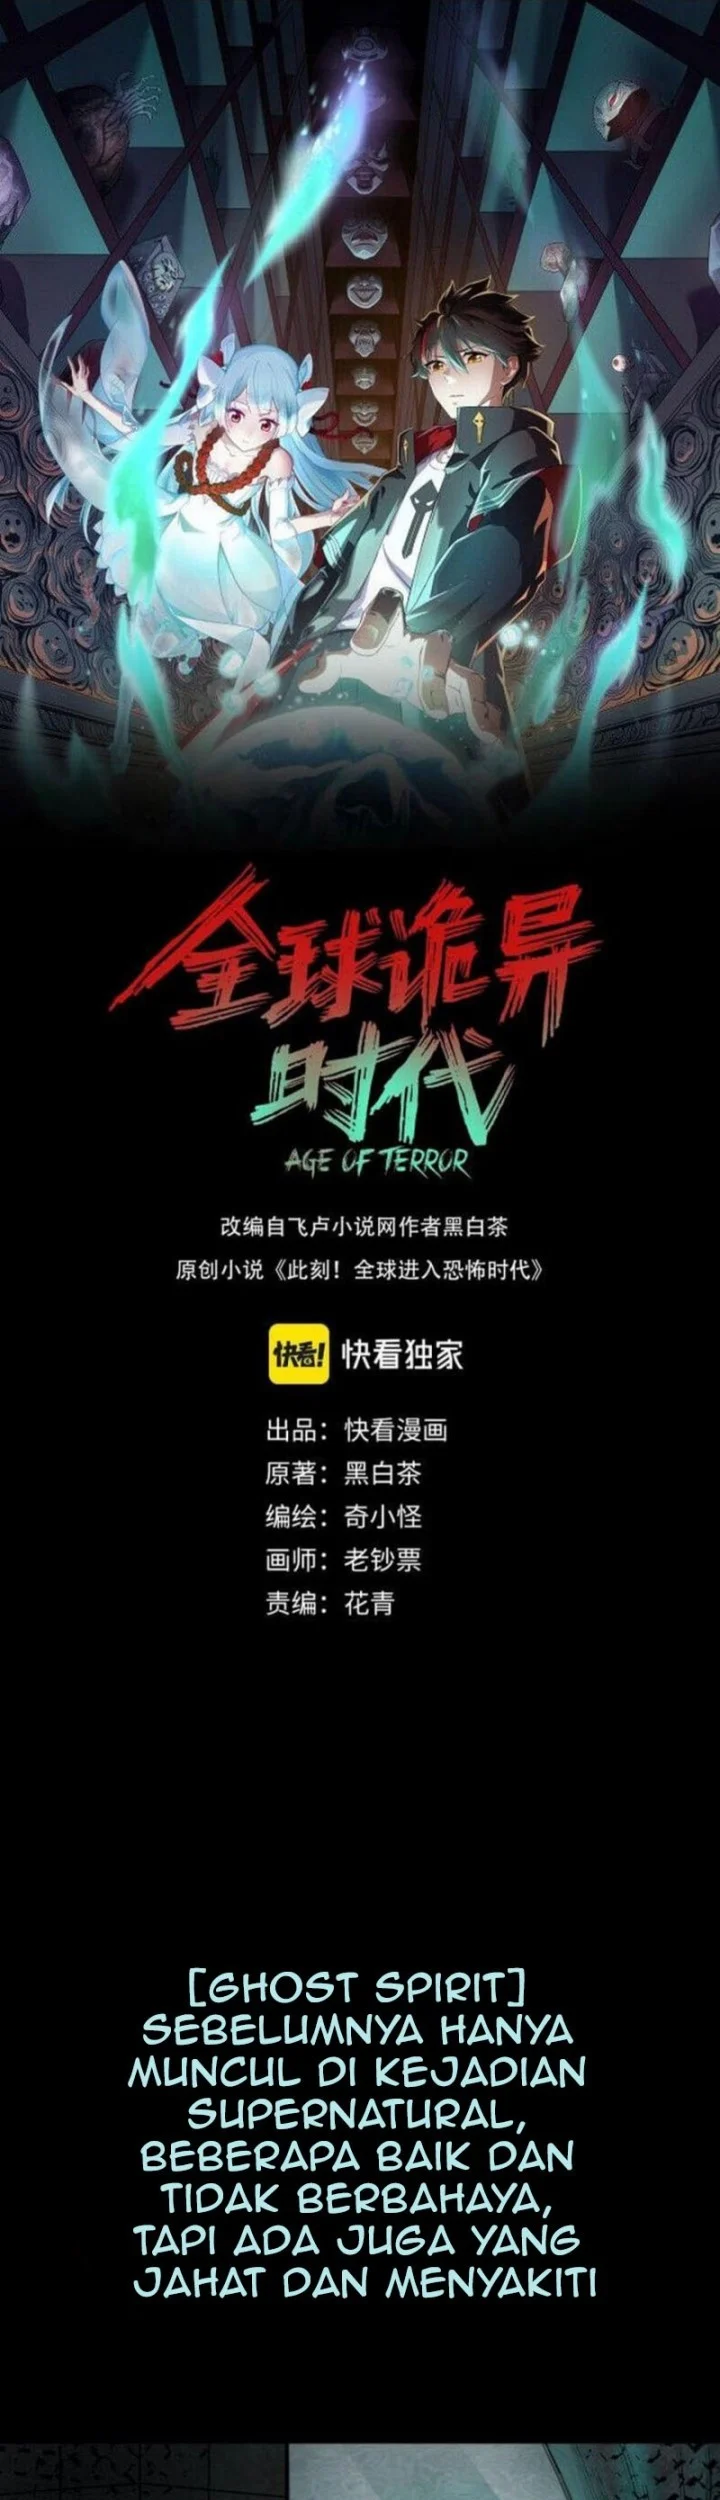 全球诡异
时代
AGE OF TERROR
改编自飞卢小说网作者黑白茶
原创小说《此刻！全球进入恐怖时代》
快看! 快看独家
出品：快看漫画
原著：黑白茶
编绘：奇小怪
画师：老钞票
责编：花青
[GHOST SPIRIT]
SEBELUMNYA HANYA
MUNCUL DI KEJADIAN
SUPERNATURAL,
BEBERAPA BAIK DAN
TIDAK BERBAHAYA,
TAPI ADA JUGA YANG
JAHAT DAN MENYAKITI